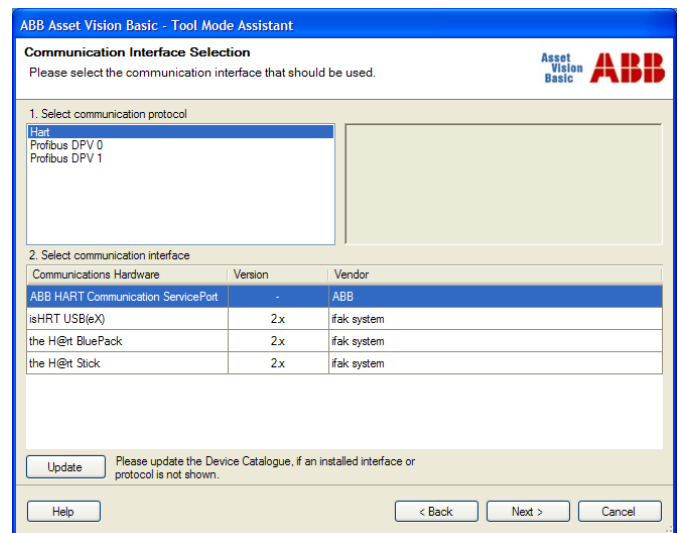 ABB Asset Vision Basic - Tool Mode Assistant
Communication Interface Selection
Please select the communication interface that should be used.
Asset
Vision
Basic
ABB
1. Select communication protocol
Hart
Profibus DPV 0
Profibus DPV 1
2. Select communication interface
Communications Hardware Version Vendor
ABB HART Communication ServicePort - ABB
isHRT USB(eX) 2.x ifak system
the H@rt BluePack 2.x ifak system
the H@rt Stick 2.x ifak system
Update
Please update the Device Catalogue, if an installed interface or
protocol is not shown.
Help < Back Next > Cancel